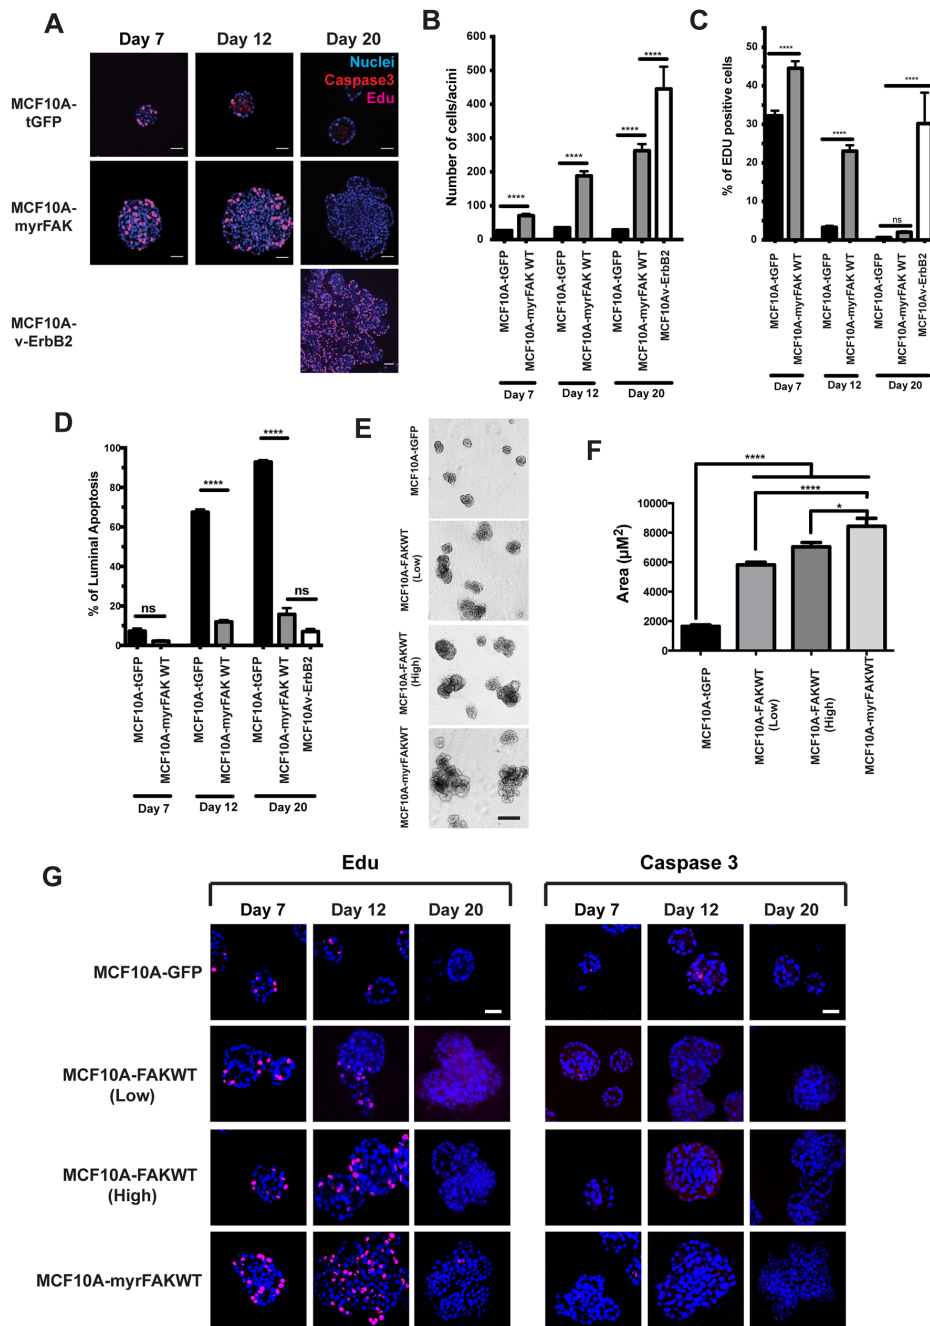 A
Day 7
Day 12
Day 20
Nuclei
Caspase3
Edu
MCF10A-
tGFP
MCF10A-
myrFAK
MCF10A-
v-ErbB2
B
Number of cells/acini
600
500
400
300
200
100
0
****
****
****
****
MCF10A-tGFP
MCF10A-myrFAK WT
MCF10A-tGFP
MCF10A-myrFAK WT
MCF10A-tGFP
MCF10A-myrFAK WT
MCF10Av-ErbB2
Day 7
Day 12
Day 20
C
% of EDU positive cells
50
40
30
20
10
0
****
****
ns
****
MCF10A-tGFP
MCF10A-myrFAK WT
MCF10A-tGFP
MCF10A-myrFAK WT
MCF10A-tGFP
MCF10A-myrFAK WT
MCF10Av-ErbB2
Day 7
Day 12
Day 20
D
% of Luminal Apoptosis
100
80
60
40
20
0
ns
****
****
ns
MCF10A-tGFP
MCF10A-myrFAK WT
MCF10A-tGFP
MCF10A-myrFAK WT
MCF10A-tGFP
MCF10A-myrFAK WT
MCF10Av-ErbB2
Day 7
Day 12
Day 20
E
MCF10A-tGFP
MCF10A-FAKWT
(Low)
MCF10A-FAKWT
(High)
MCF10A-myrFAKWT
F
Area (µM2)
10000
8000
6000
4000
2000
0
****
****
*
MCF10A-tGFP
MCF10A-FAKWT
(Low)
MCF10A-FAKWT
(High)
MCF10A-myrFAKWT
G
Edu
Caspase 3
Day 7
Day 12
Day 20
Day 7
Day 12
Day 20
MCF10A-GFP
MCF10A-FAKWT
(Low)
MCF10A-FAKWT
(High)
MCF10A-myrFAKWT